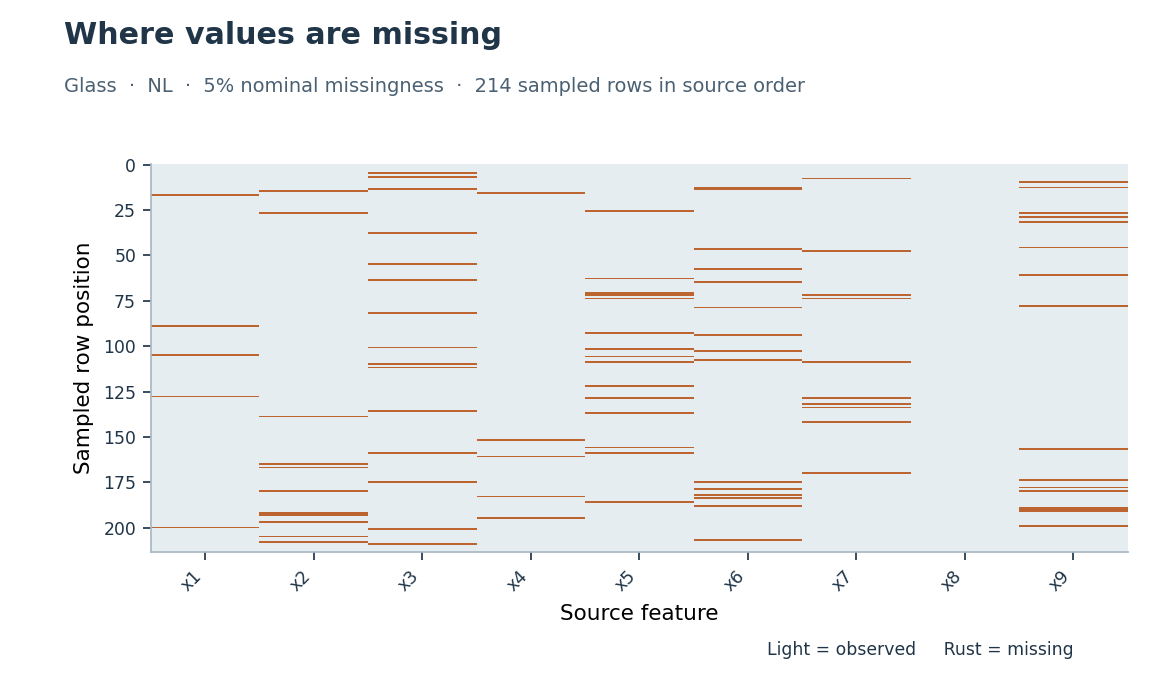 Where values are missing
Glass · NL · 5% nominal missingness · 214 sampled rows in source order
0
25
50
75
100
125
150
175
200
Sampled row position
x1 x2 x3 x4 x5 x6 x7 x8 x9
Source feature
Light = observed Rust = missing